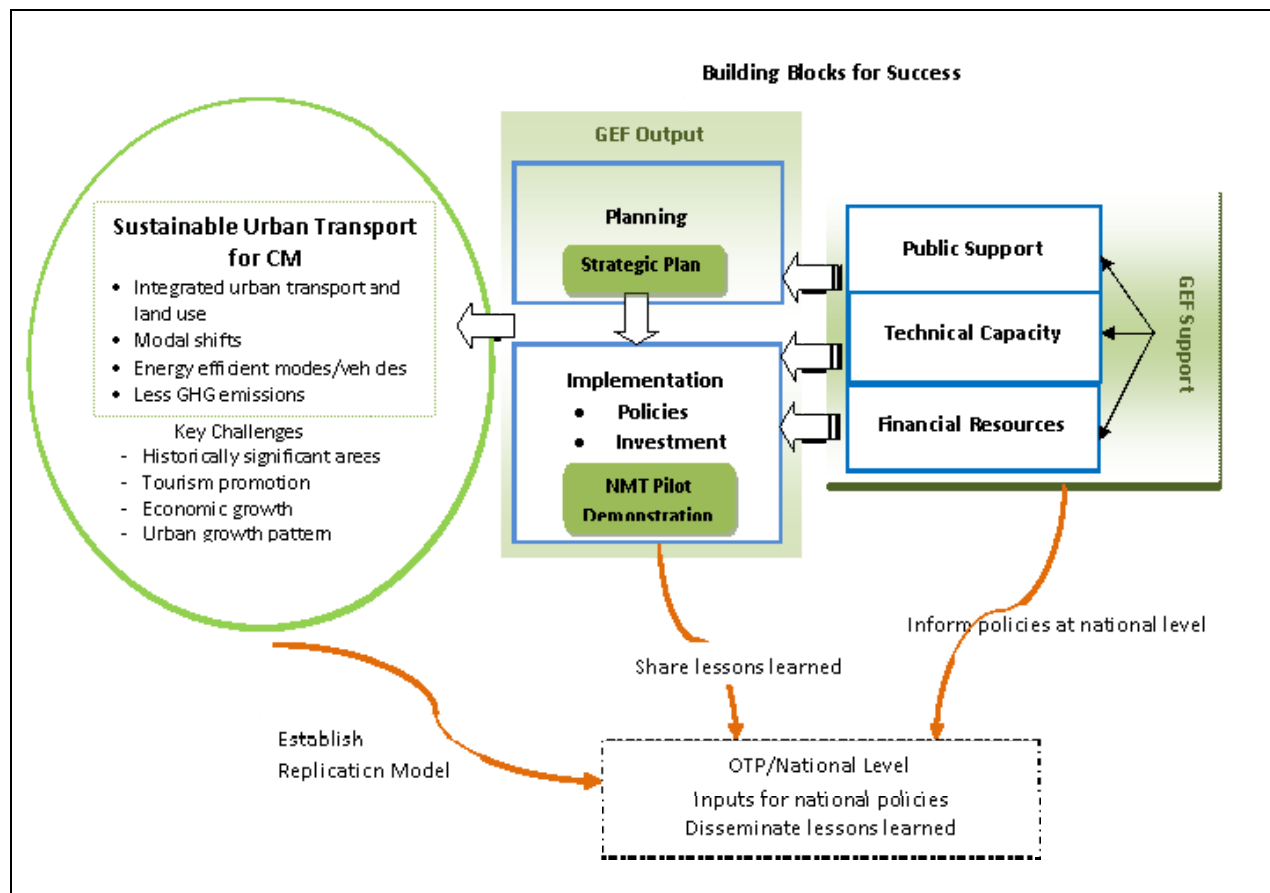 Building Blocks for Success
Sustainable Urban Transport
for CM
• Integrated urban transport and
land use
• Modal shifts
• Energy efficient modes/vehicles
• Less GHG emissions
Key Challenges
- Historically significant areas
- Tourism promotion
- Economic growth
- Urban growth pattern
GEF Output
Planning
Strategic Plan
Implementation
• Policies
• Investment
NMT Pilot
Demonstration
Public Support
Technical Capacity
Financial Resources
GEF Support
Establish
Replication Model
Share lessons learned
Inform policies at national level
OTP/National Level
Inputs for national policies
Disseminate lessons learned